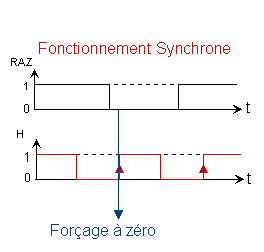 Fonctionnement Synchrone
RAZ
1
0
t
H
1
0
t
Forçage à zéro